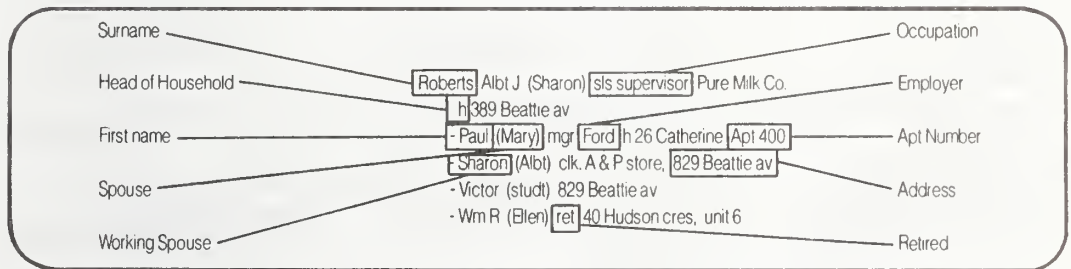 Surname
Occupation
Head of Household
Roberts Albt J (Sharon) sls supervisor Pure Milk Co.
Employer
h 389 Beattie av
First name
- Paul (Mary) mgr Ford h 26 Catherine Apt 400
Apt Number
- Sharon (Albt) clk. A & P store, 829 Beattie av
Spouse
- Victor (studt) 829 Beattie av
Address
- Wm R (Ellen) ret 40 Hudson cres, unit 6
Working Spouse
Retired